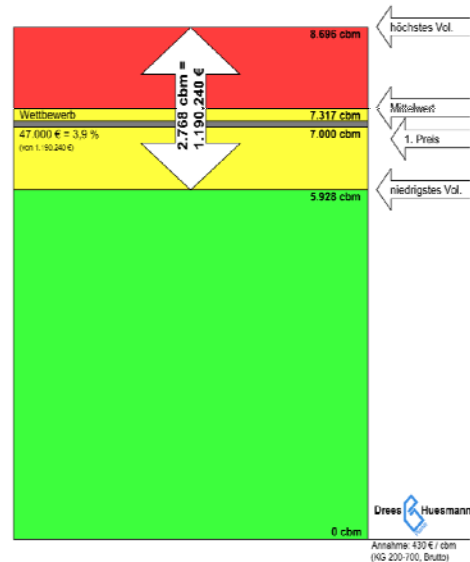 8.696 cbm
höchstes Vol.
2.768 cbm =
1.190.240 €
Wettbewerb
7.317 cbm
Mittelwert
47.000 € = 3,9 %
7.000 cbm
1. Preis
(von 1.190.240 €)
niedrigstes Vol.
5.928 cbm
Drees Huesmann
0 cbm
Annahme: 430 € / cbm
(KG 200-700, Brutto)